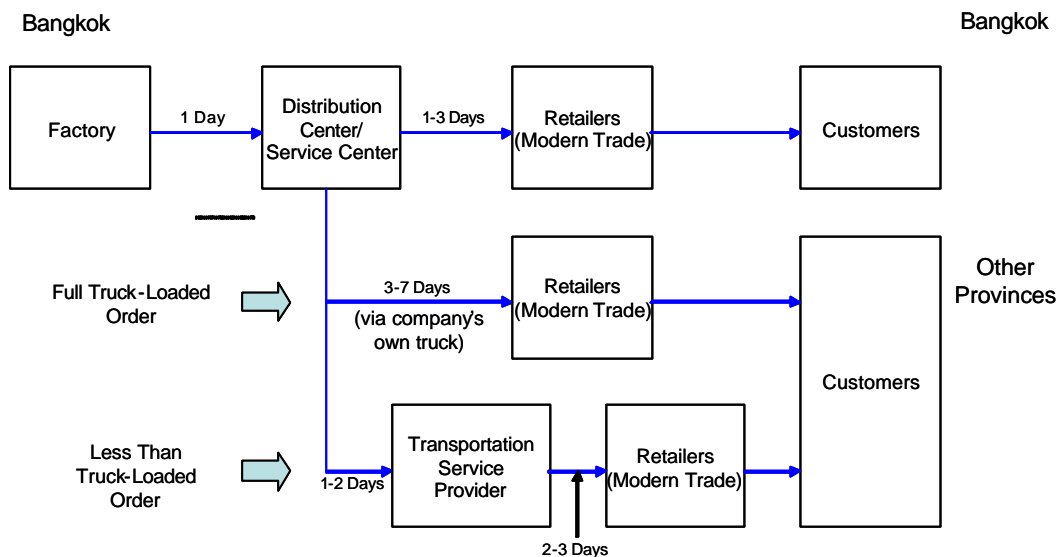 Bangkok
Bangkok
Factory
1 Day
Distribution
Center/
Service Center
1-3 Days
Retailers
(Modern Trade)
Customers
Full Truck-Loaded
Order
3-7 Days
(via company's
own truck)
Retailers
(Modern Trade)
Customers
Other
Provinces
Less Than
Truck-Loaded
Order
1-2 Days
Transportation
Service
Provider
2-3 Days
Retailers
(Modern Trade)